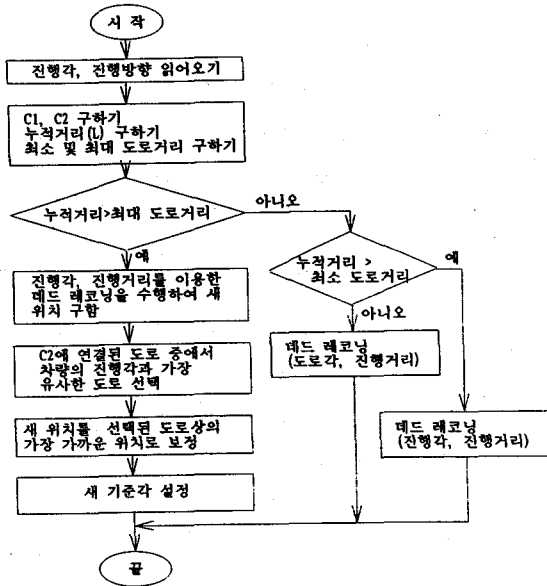 시 작
진행각, 진행방향 읽어오기
C1, C2 구하기
누적거리(L) 구하기
최소 및 최대 도로거리 구하기
누적거리>최대 도로거리
아니오
예
진행각, 진행거리를 이용한
데드 레코닝을 수행하여 새
위치 구함
C2에 연결된 도로 중에서
차량의 진행각과 가장
유사한 도로 선택
새 위치를 선택된 도로상의
가장 가까운 위치로 보정
새 기준각 설정
누적거리 >
최소 도로거리
예
아니오
데드 레코닝
(도로각, 진행거리)
데드 레코닝
(진행각, 진행거리)
끝